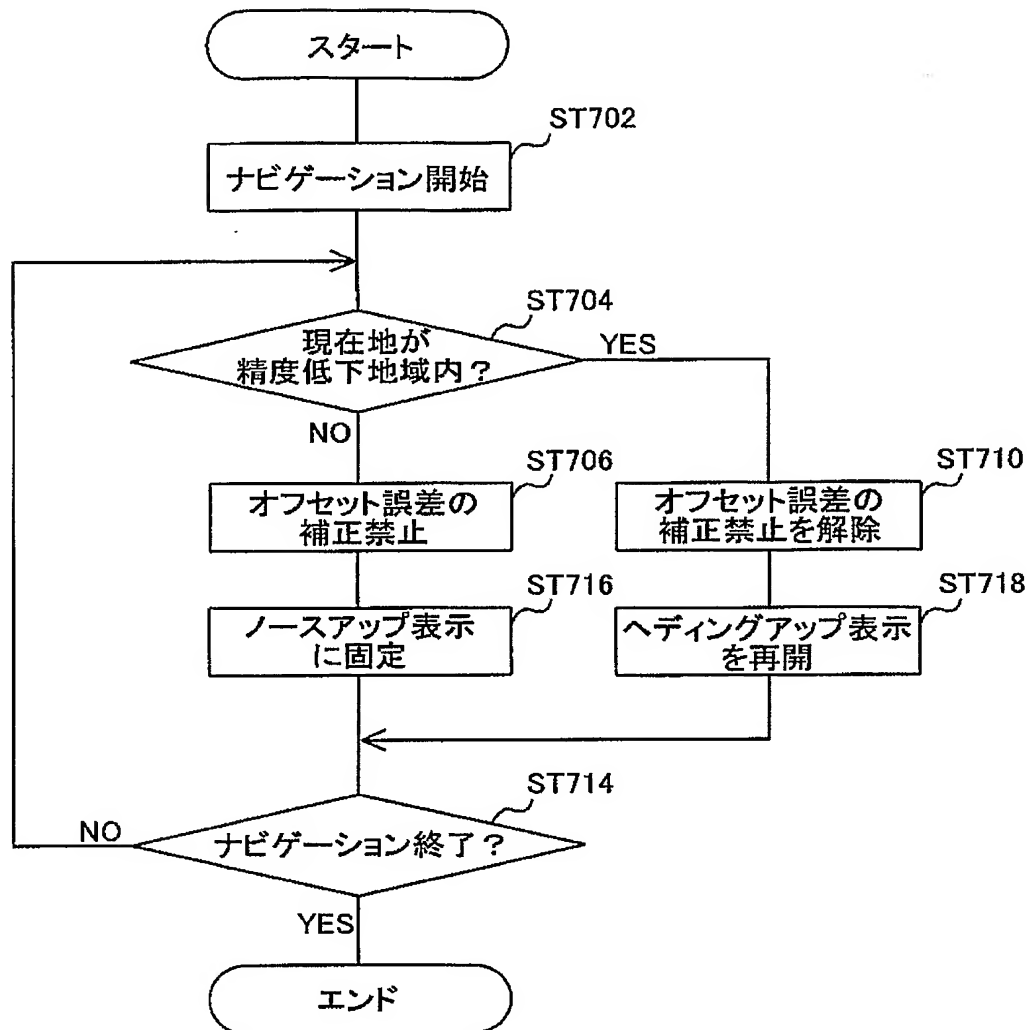 スタート
ST702
ナビゲーション開始
ST704
現在地が
精度低下地域内？
YES
NO
ST706
オフセット誤差の
補正禁止
ST710
オフセット誤差の
補正禁止を解除
ST716
ノースアップ表示
に固定
ST718
ヘディングアップ表示
を再開
ST714
ナビゲーション終了？
NO
YES
エンド